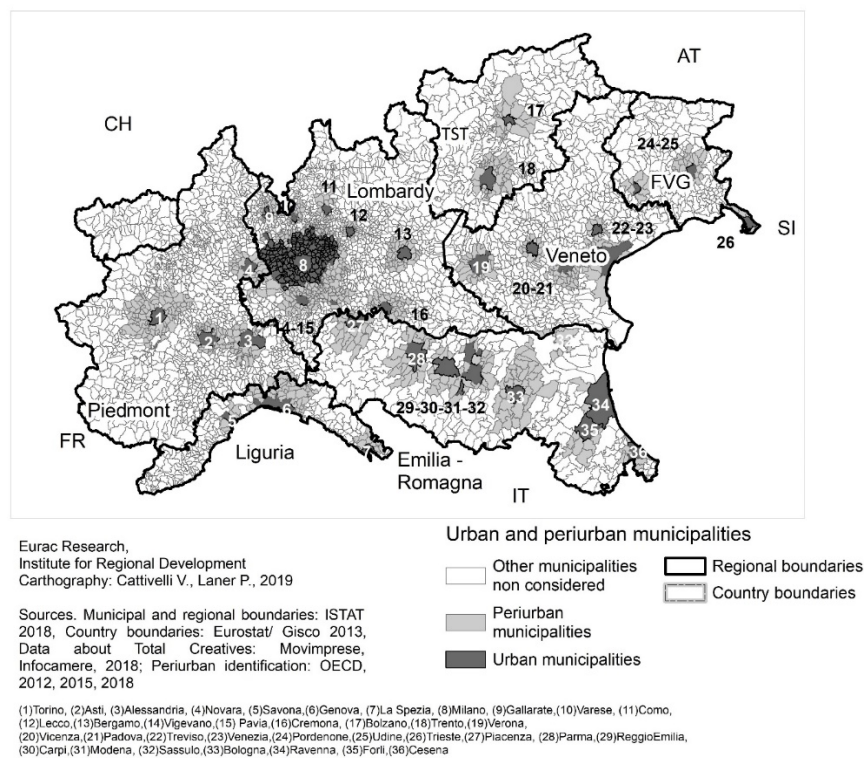 AT
CH
17
TST
24-25
18
11
Lombardy
FVG
12
13
22-23
SI
26
4
8
19
Veneto
20-21
16
1
14-15
27
2
3
28
33
34
29-30-31-32
35
Piedmont
5
6
36
FR
7
Liguria
Emilia -
Romagna
IT
Eurac Research,
Institute for Regional Development
Carthography: Cattivelli V., Laner P., 2019
Sources. Municipal and regional boundaries: ISTAT
2018, Country boundaries: Eurostat/ Gisco 2013,
Data about Total Creatives: Movimprese,
Infocamere, 2018; Periurban identification: OECD,
2012, 2015, 2018
Urban and periurban municipalities
Other municipalities
non considered
Periurban
municipalities
Urban municipalities
Regional boundaries
Country boundaries
(1)Torino, (2)Asti, (3)Alessandria, (4)Novara, (5)Savona,(6)Genova, (7)La Spezia, (8)Milano, (9)Gallarate,(10)Varese, (11)Como,
(12)Lecco,(13)Bergamo,(14)Vigevano,(15) Pavia,(16)Cremona, (17)Bolzano,(18)Trento,(19)Verona,
(20)Vicenza,(21)Padova,(22)Treviso,(23)Venezia,(24)Pordenone,(25)Udine,(26)Trieste,(27)Piacenza, (28)Parma,(29)ReggioEmilia,
(30)Carpi,(31)Modena, (32)Sassulo,(33)Bologna,(34)Ravenna, (35)Forli,(36)Cesena